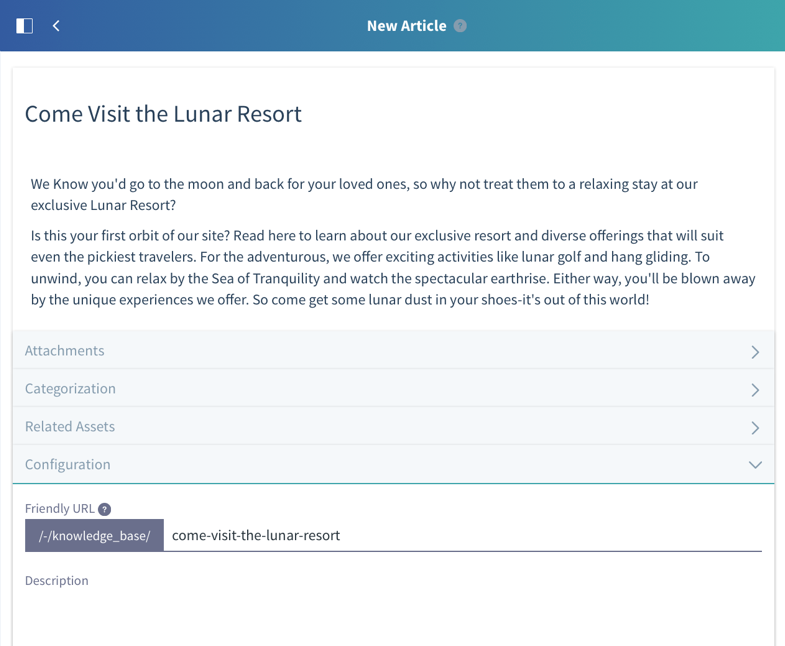 New Article ?
Come Visit the Lunar Resort
We Know you'd go to the moon and back for your loved ones, so why not treat them to a relaxing stay at our
exclusive Lunar Resort?
Is this your first orbit of our site? Read here to learn about our exclusive resort and diverse offerings that will suit
even the pickiest travelers. For the adventurous, we offer exciting activities like lunar golf and hang gliding. To
unwind, you can relax by the Sea of Tranquility and watch the spectacular earthrise. Either way, you'll be blown away
by the unique experiences we offer. So come get some lunar dust in your shoes-it's out of this world!
Attachments
Categorization
Related Assets
Configuration
Friendly URL ?
/-/knowledge_base/ come-visit-the-lunar-resort
Description